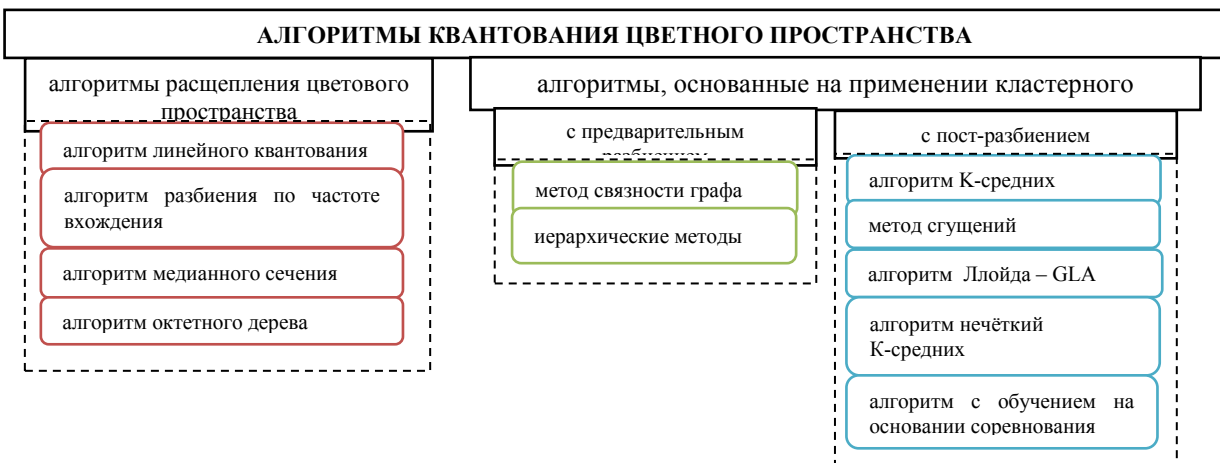 АЛГОРИТМЫ КВАНТОВАНИЯ ЦВЕТНОГО ПРОСТРАНСТВА
алгоритмы расщепления цветового
пространства
алгоритм линейного квантования
алгоритм разбиения по частоте
вхождения
алгоритм медианного сечения
алгоритм октетного дерева
алгоритмы, основанные на применении кластерного
с предварительным
метод связности графа
иерархические методы
с пост-разбиением
алгоритм К-средних
метод сгущений
алгоритм Ллойда – GLA
алгоритм нечёткий
К-средних
алгоритм с обучением на
основании соревнования